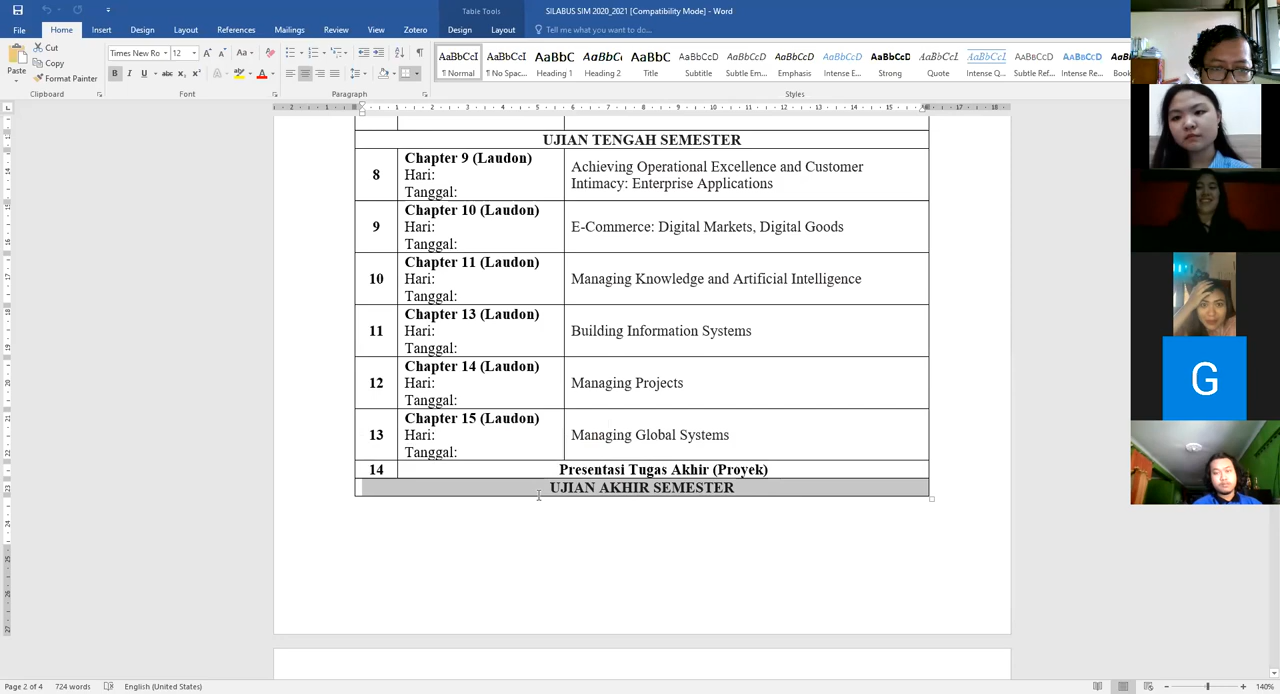 Table Tools
SILABUS SIM 2020_2021 [Compatibility Mode] - Word
File Home Insert Design Layout References Mailings Review View Zotero Design Layout Tell me what you want to do...
Paste
Cut
Copy
Format Painter
Clipboard
Times New Ro 12
Font
Paragraph
AaBbCcI AaBbCcI AaBbC AaBbCc AaBbC AaBbCcD AaBbCcD AaBbCcD AaBbCcD AaBbCcD AaBbCcD AaBbCcD AaBbCcD AaBbCcD
¶ Normal ¶ No Spac... Heading 1 Heading 2 Title Subtitle Subtle Em... Emphasis Intense E... Strong Quote Intense Q... Subtle Ref... Intense Re... Book
Styles
UJIAN TENGAH SEMESTER
8
Chapter 9 (Laudon)
Hari:
Tanggal:
Achieving Operational Excellence and Customer
Intimacy: Enterprise Applications
9
Chapter 10 (Laudon)
Hari:
Tanggal:
E-Commerce: Digital Markets, Digital Goods
10
Chapter 11 (Laudon)
Hari:
Tanggal:
Managing Knowledge and Artificial Intelligence
11
Chapter 13 (Laudon)
Hari:
Tanggal:
Building Information Systems
12
Chapter 14 (Laudon)
Hari:
Tanggal:
Managing Projects
13
Chapter 15 (Laudon)
Hari:
Tanggal:
Managing Global Systems
14 Presentasi Tugas Akhir (Proyek)
UJIAN AKHIR SEMESTER
G
Page 2 of 4 724 words English (United States) 140%